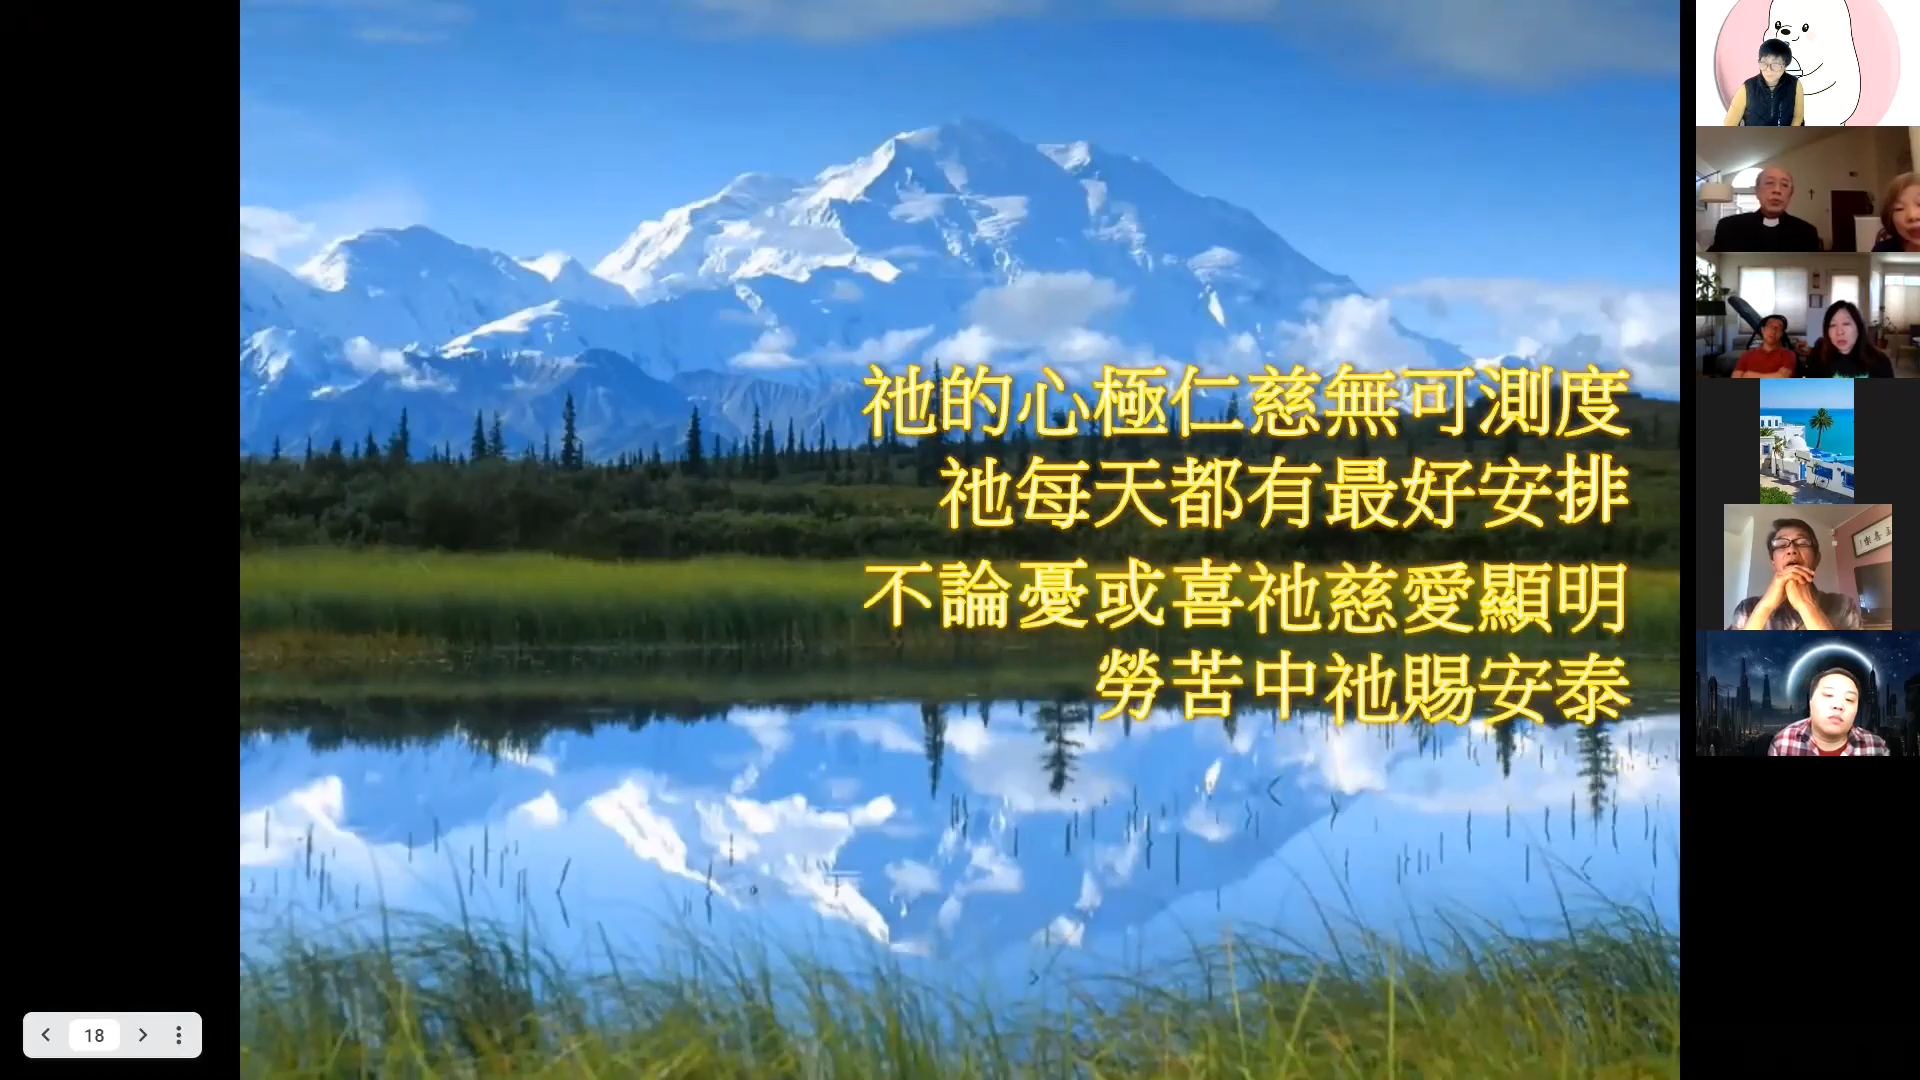 祂的心極仁慈無可測度
祂每天都有最好安排
不論憂或喜祂慈愛顯明
勞苦中祂賜安泰
18